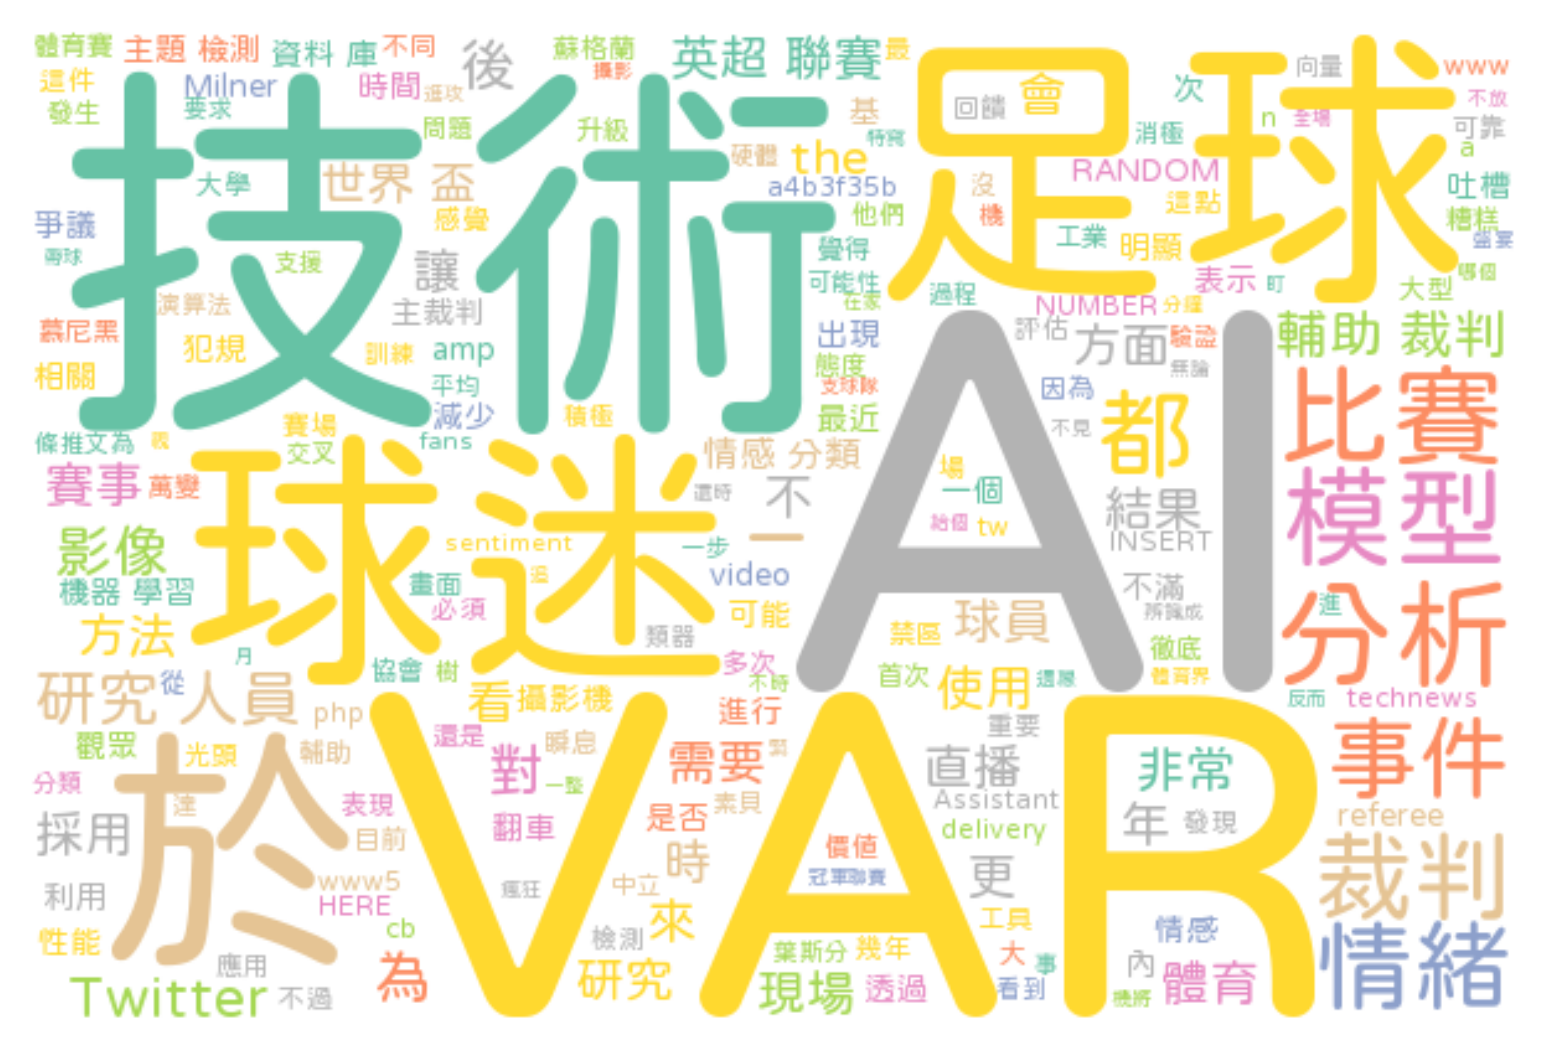 體育賽 主題 檢測 資料 庫 不同 後 蘇格蘭 英超 聯賽 最 向量 www
這件 Milner 時間 進攻 攝影 會 次 不放
發生 要求 問題 升級 基 回饋 消極 n 全場 可靠
技術 足球
大學 世界 盃 硬體 the 特寫 RANDOM a
爭議 感覺 a4b3f35b 他們 沒 機 這點 吐槽
帶球 支援 讓 覺得 工業 明顯 糟糕 盛宴
演算法 主裁判 可能性 在家 過程 表示 町 大型 哪個
慕尼黑 犯規 訓練 amp 出現 NUMBER 分鐘 輔助 裁判
相關 平均 態度 評估 方面 驗證 無論
減少 支球隊 因為 比賽
賽場 積極 最近 不見 都
條推文為 交叉 fans 情感 分類 場
賽事 萬變 還時 不 一個 AI 模型
影像 球迷 sentiment 一步 一 給個 tw 結果 INSERT
機器 學習 畫面 video 不滿
方法 必須 類器 可能 禁區 球員 進 分析
月 協會 樹 多次 首次 徹底
研究 從 人員 看 攝影機 不時 使用 體育界
php 還是 進行 重要 反而 technews
觀眾 光頭 輔助 對 瞬息 需要 直播 非常 事件
分類 達 表現 一整 素貝 Assistant
採用 於 目前 翻車 是否 delivery 年 發現 referee
VAR
www5 瘋狂 中立 時 價值 冠軍聯賽 更 裁判
利用 HERE 來 工具
性能 cb 檢測 葉斯分 幾年 大 事 情感 情緒
應用 為 研究 內
Twitter 不過 現場 透過 看到 機將 體育